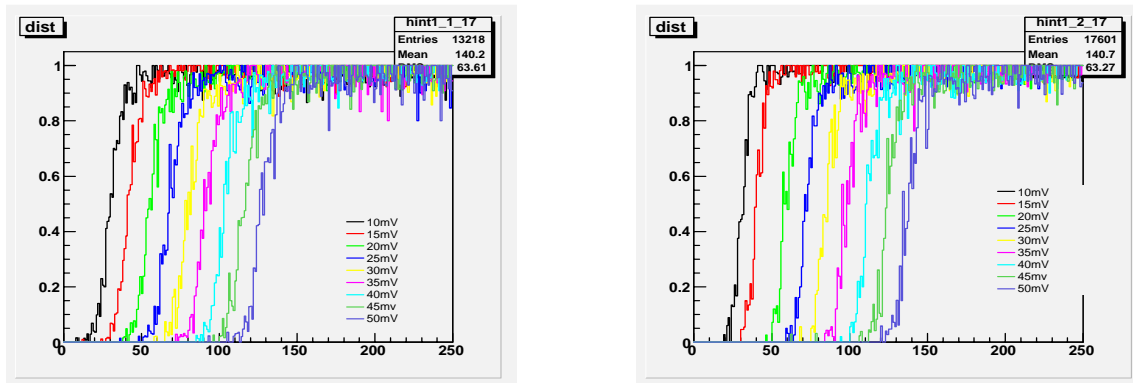 dist
hint1_1_17
Entries 13218
Mean 140.2
63.61
1
0.8
0.6
0.4
0.2
0
0 50 100 150 200 250
10mV
15mV
20mV
25mV
30mV
35mV
40mV
45mv
50mV
dist
hint1_2_17
Entries 17601
Mean 140.7
63.27
1
0.8
0.6
0.4
0.2
0
0 50 100 150 200 250
10mV
15mV
20mV
25mV
30mV
35mV
40mV
45mV
50mV